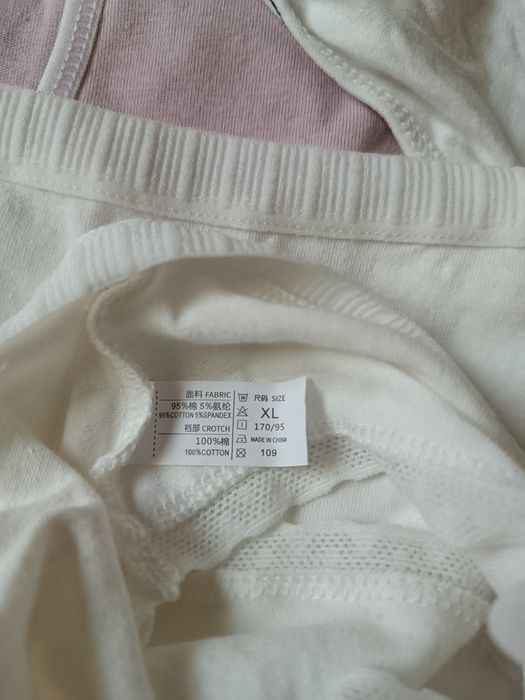 面料 FABRIC
95%棉 5%氨纶
95%COTTON 5%SPANDEX
裆部 CROTCH
100%棉
100%COTTON
尺码 SIZE
XL
170/95
MADE IN CHINA
109